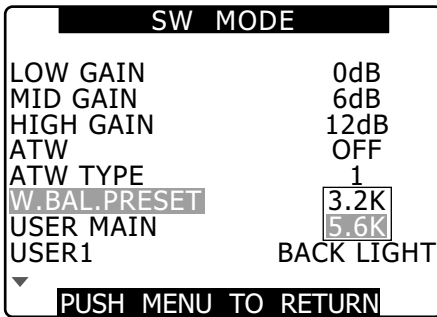 SW MODE
LOW GAIN 0dB
MID GAIN 6dB
HIGH GAIN 12dB
ATW OFF
ATW TYPE 1
W.BAL.PRESET 3.2K
USER MAIN 5.6K
USER1 BACK LIGHT
PUSH MENU TO RETURN